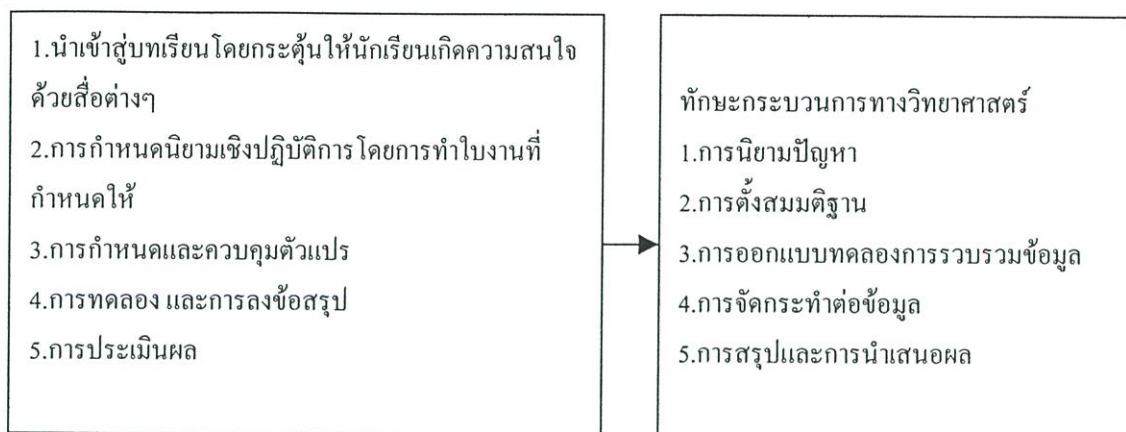 1.นำเข้าสู่บทเรียนโดยกระตุ้นให้นักเรียนเกิดความสนใจ
ด้วยสื่อต่างๆ
2.การกำหนดนิยามเชิงปฏิบัติการโดยการทำใบงานที่
กำหนดให้
3.การกำหนดและควบคุมตัวแปร
4.การทดลอง และการลงข้อสรุป
5.การประเมินผล
ทักษะกระบวนการทางวิทยาศาสตร์
1.การนิยามปัญหา
2.การตั้งสมมติฐาน
3.การออกแบบทดลองการรวบรวมข้อมูล
4.การจัดกระทำต่อข้อมูล
5.การสรุปและการนำเสนอผล